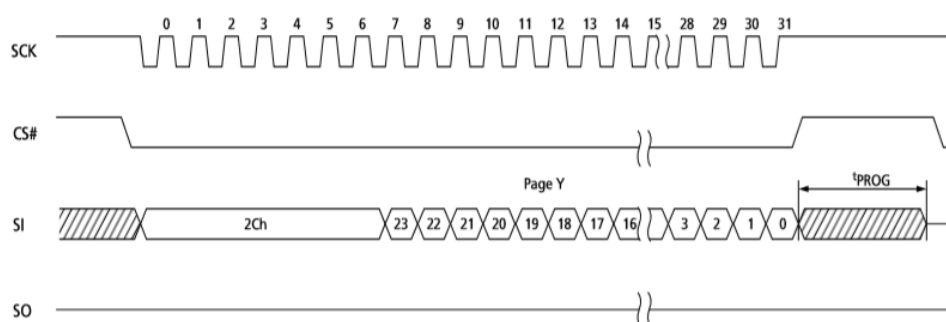 0 1 2 3 4 5 6 7 8 9 10 11 12 13 14 15 28 29 30 31
SCK
CS#
Page Y
tPROG
SI 2Ch 23 22 21 20 19 18 17 16 3 2 1 0
SO